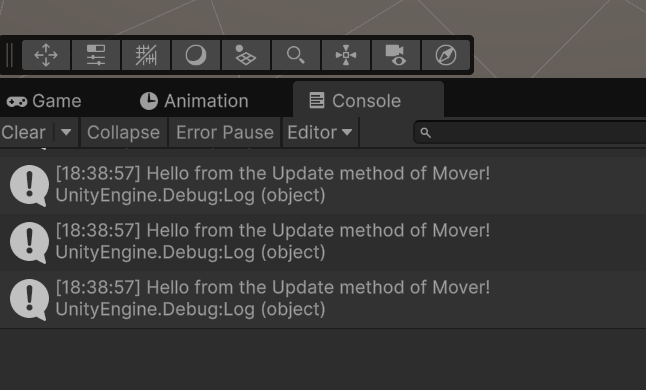 Game
Animation
Console
Clear
Collapse
Error Pause
Editor
[18:38:57] Hello from the Update method of Mover!
UnityEngine.Debug:Log (object)
[18:38:57] Hello from the Update method of Mover!
UnityEngine.Debug:Log (object)
[18:38:57] Hello from the Update method of Mover!
UnityEngine.Debug:Log (object)